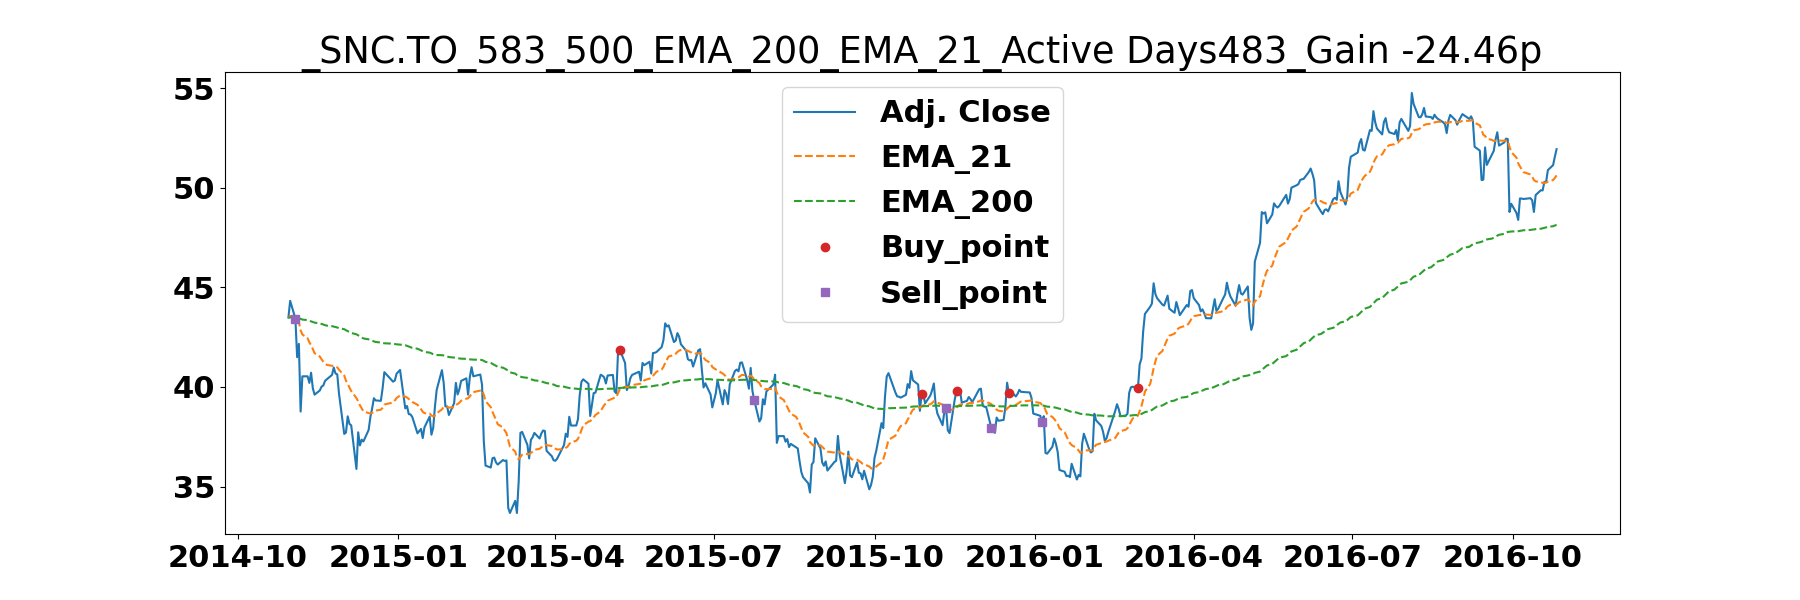 _SNC.TO_583_500_EMA_200_EMA_21_Active Days483_Gain -24.46p
55
50
45
40
35
Adj. Close
EMA_21
EMA_200
Buy_point
Sell_point
2014-10 2015-01 2015-04 2015-07 2015-10 2016-01 2016-04 2016-07 2016-10